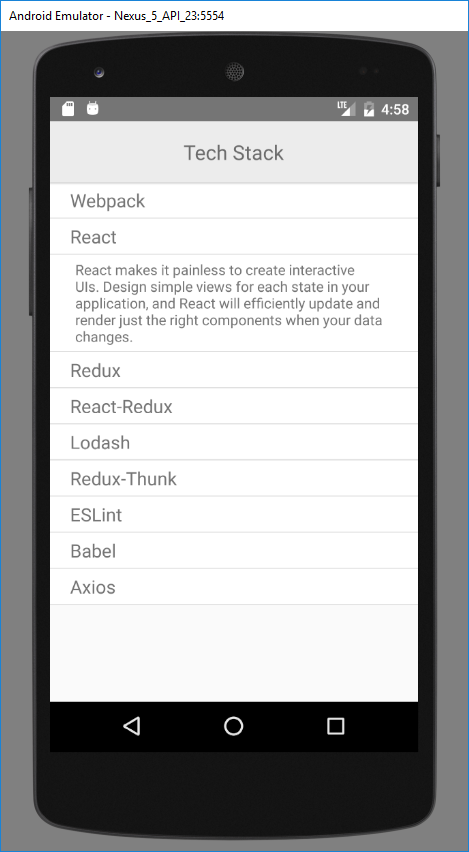 Android Emulator - Nexus_5_API_23:5554
LTE 4:58
Tech Stack
Webpack
React
React makes it painless to create interactive
UIs. Design simple views for each state in your
application, and React will efficiently update and
render just the right components when your data
changes.
Redux
React-Redux
Lodash
Redux-Thunk
ESLint
Babel
Axios